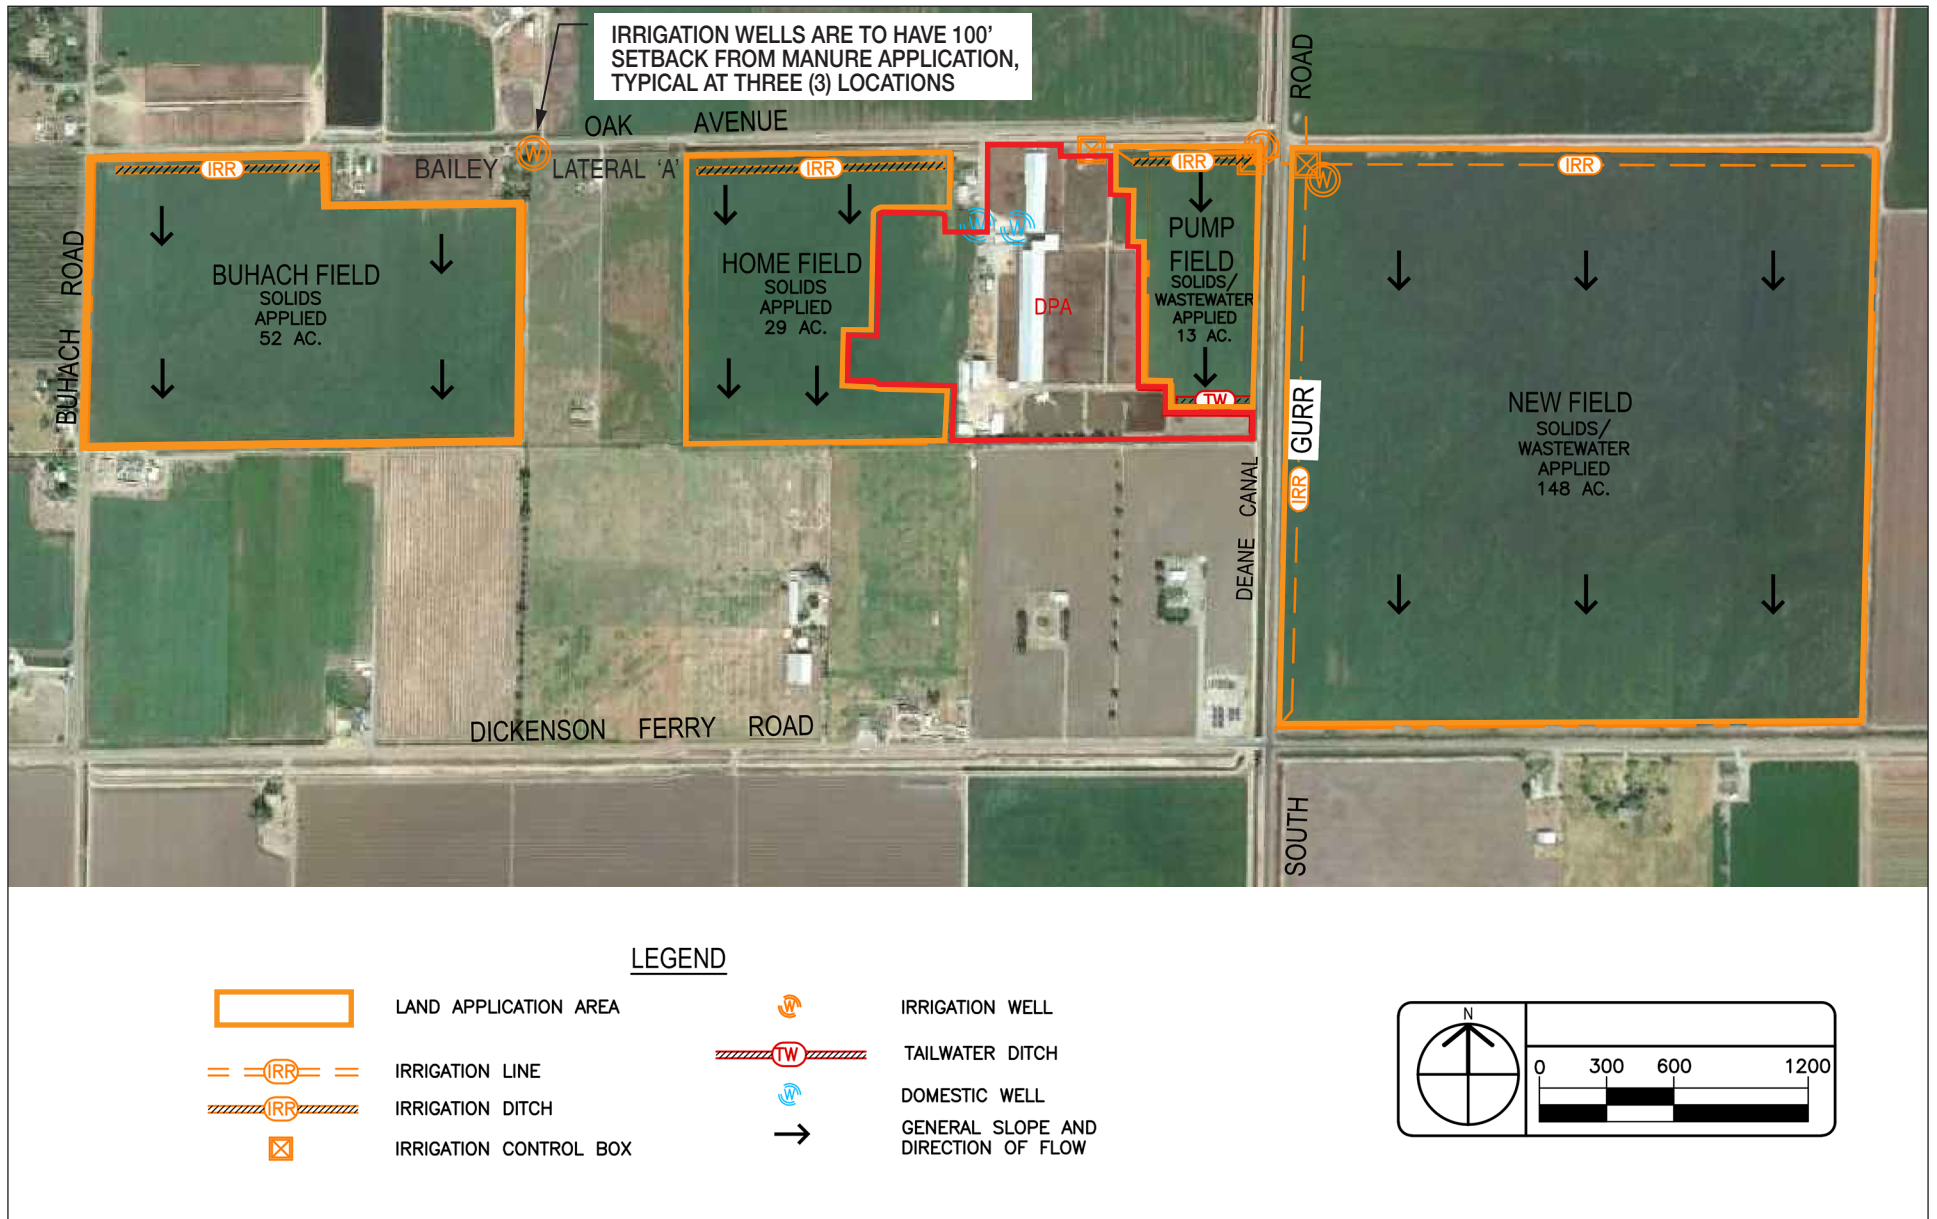 IRRIGATION WELLS ARE TO HAVE 100'
SETBACK FROM MANURE APPLICATION,
TYPICAL AT THREE (3) LOCATIONS
OAK AVENUE
BAILEY LATERAL 'A'
W
IRR
IRR
IRR
IRR
W
W
W
W
BUHACH ROAD
BUHACH FIELD
SOLIDS
APPLIED
52 AC.
HOME FIELD
SOLIDS
APPLIED
29 AC.
DPA
PUMP
FIELD
SOLIDS/
WASTEWATER
APPLIED
13 AC.
TW
DEANE CANAL
SOUTH GURR ROAD
IRR
NEW FIELD
SOLIDS/
WASTEWATER
APPLIED
148 AC.
DICKENSON FERRY ROAD
LEGEND
LAND APPLICATION AREA
IRR IRRIGATION LINE
IRR IRRIGATION DITCH
IRRIGATION CONTROL BOX
W IRRIGATION WELL
TW TAILWATER DITCH
W DOMESTIC WELL
GENERAL SLOPE AND
DIRECTION OF FLOW
N
0 300 600 1200